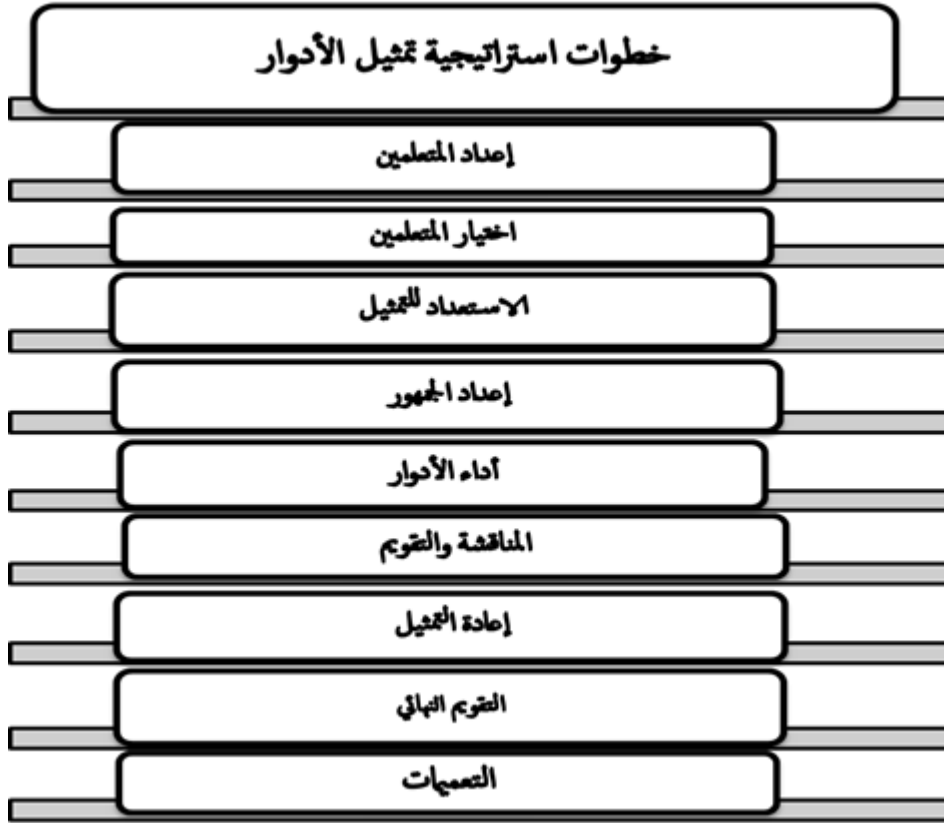 خطوات استراتيجية تمثيل الأدوار
إعداد المتعلمين
اختيار المتعلمين
الاستعداد للتمثيل
إعداد الجمهور
أداء الأدوار
المناقشة والتقويم
إعادة التمثيل
التقويم النهائي
التعميمات